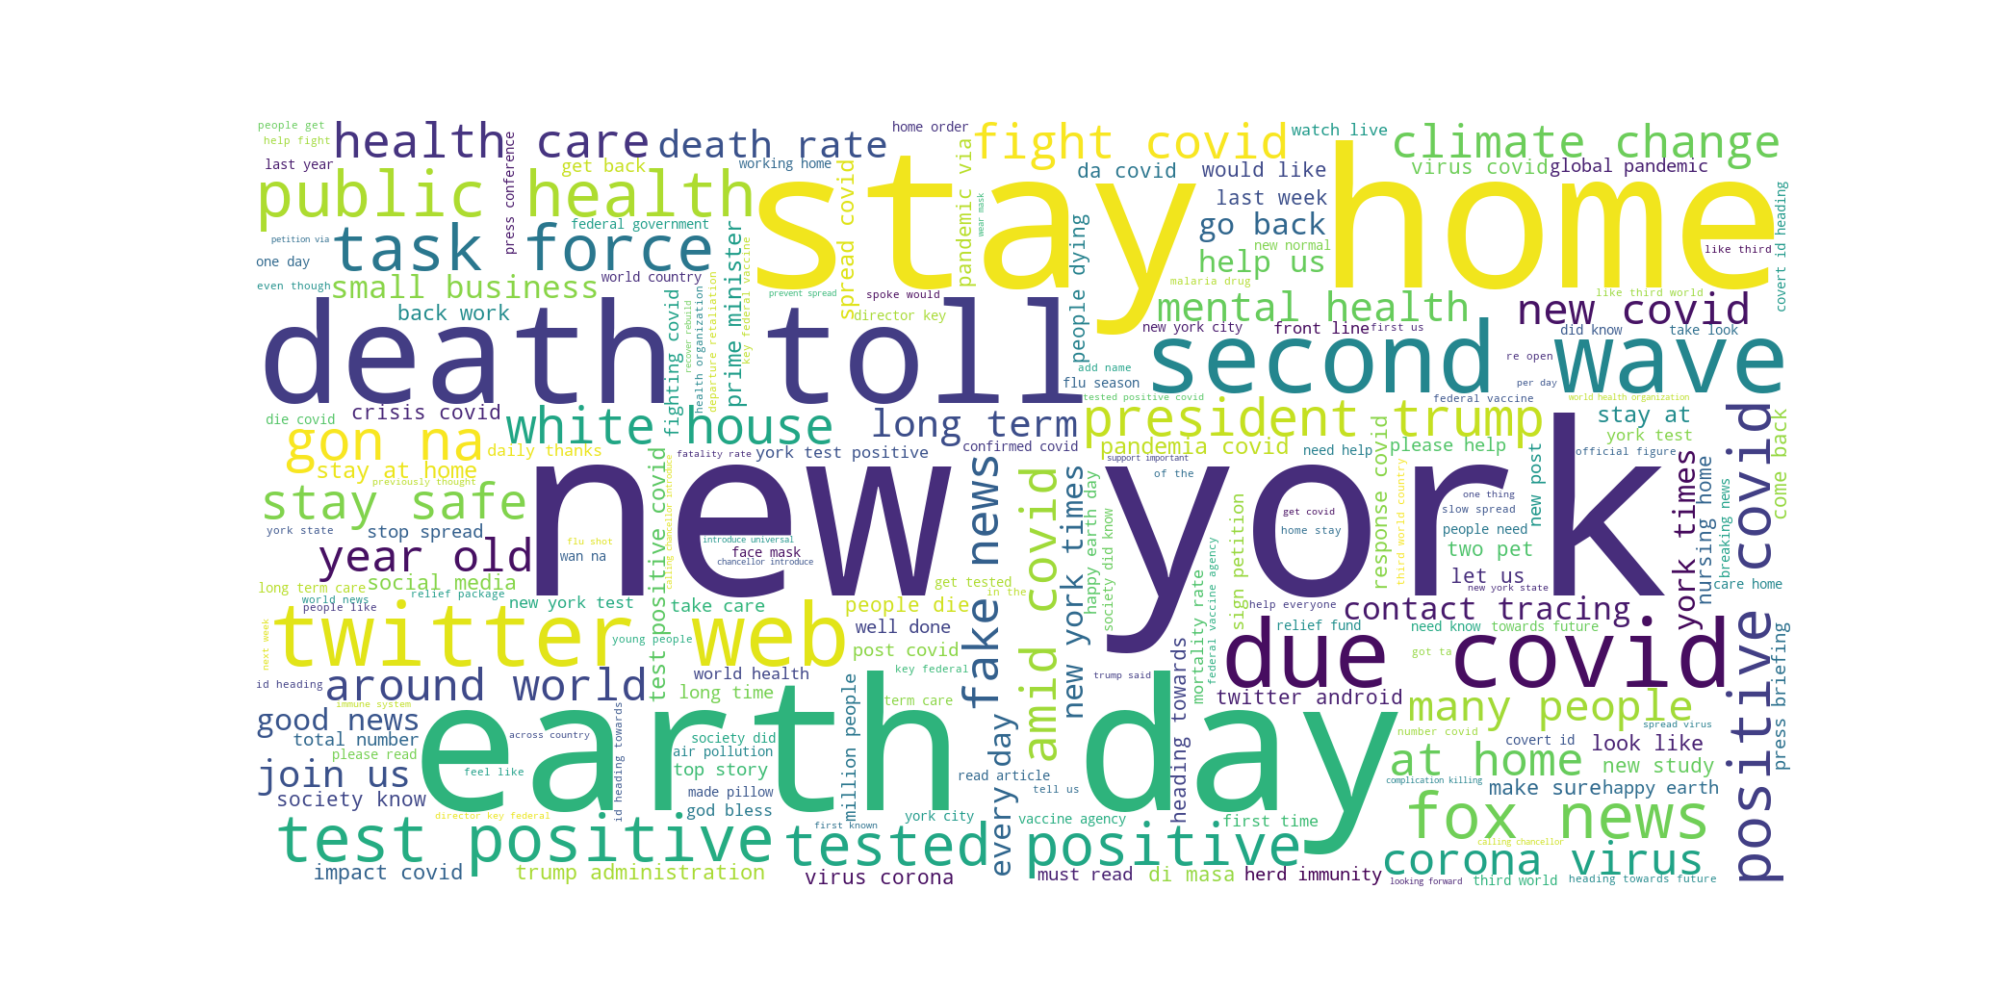 people get
help fight
health care
death rate
home order
fight covid
watch live
climate change
last year
press conference
get back
working home
spread covid
pandemic via
da covid
would like
virus covid
global pandemic
public health
stay home
wear mask
last week
covert id heading
federal government
go back
new normal
petition via
task force
prime minister
key federal vaccine
people dying
help us
like third
one day
world country
malaria drug
even though
small business
departure retaliation
prevent spread
spoke would
mental health
like third world
new covid
back work
fighting covid
health organization
recover rebuild
director key
death toll
new york city
front line
first us
did know
take look
second wave
re open
add name
flu season
per day
die covid
crisis covid
tested positive covid
federal vaccine
world health organization
white house
long term
president trump
stay at
positive covid
come back
gon na
daily thanks
fatality rate
york test positive
confirmed covid
pandemia covid
need help
response covid
please help
york test
official figure
stay at home
previously thought
test positive covid
calling chancellor introduce
fake news
amid covid
new york times
support important
of the
third world country
new post
york times
nursing home
breaking news
stay safe
new york
happy earth day
society did know
one thing
slow spread
york state
stop spread
get covid
home stay
people need
year old
flu shot
wan na
introduce universal
face mask
chancellor introduce
sign petition
two pet
federal vaccine agency
mortality rate
let us
long term care
social media
get tested
in the
new york state
care home
world news
relief package
people like
new york test
take care
people die
help everyone
contact tracing
twitter web
young people
well done
relief fund
need know
towards future
next week
post covid
heading towards
due covid
got ta
press briefing
id heading
around world
world health
key federal
trump said
immune system
long time
term care
twitter android
many people
good news
earth day
million people
every day
spread virus
total number
id heading towards
across country
society did
number covid
covert id
look like
please read
air pollution
at home
new study
join us
feel like
top story
read article
complication killing
society know
made pillow
tell us
make sure
happy earth
god bless
director key federal
first known
york city
vaccine agency
first time
fox news
test positive
tested positive
calling chancellor
corona virus
impact covid
trump administration
virus corona
must read
di masa
herd immunity
looking forward
third world
heading towards future